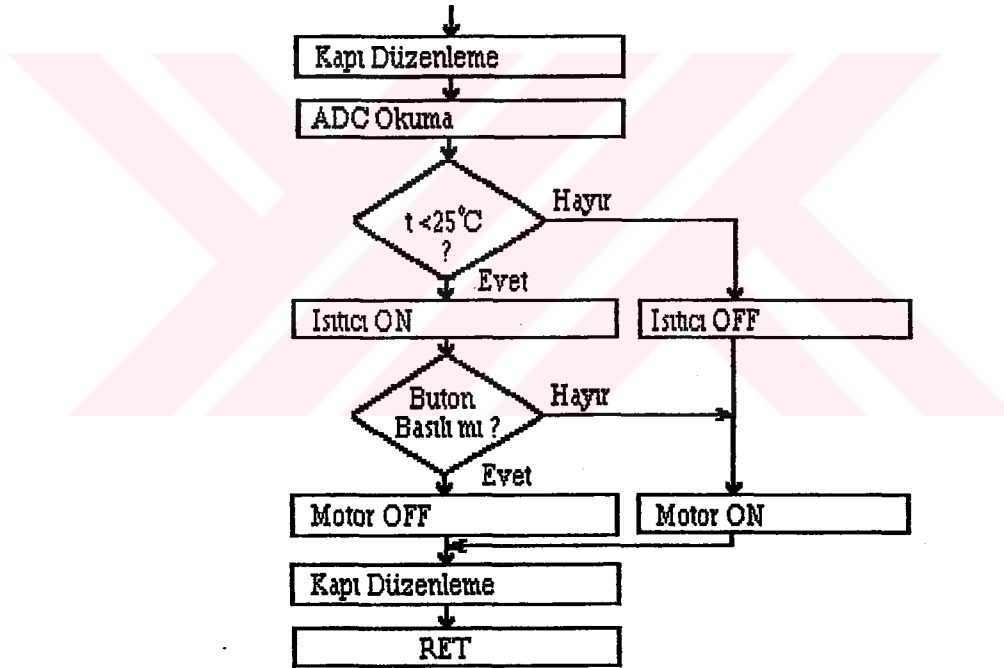 Kapı Düzenleme
ADC Okuma
t <25°C
?
Hayır
Evet
Isıtıcı ON
Isıtıcı OFF
Buton
Basılı mı ?
Hayır
Evet
Motor OFF
Motor ON
Kapı Düzenleme
RET